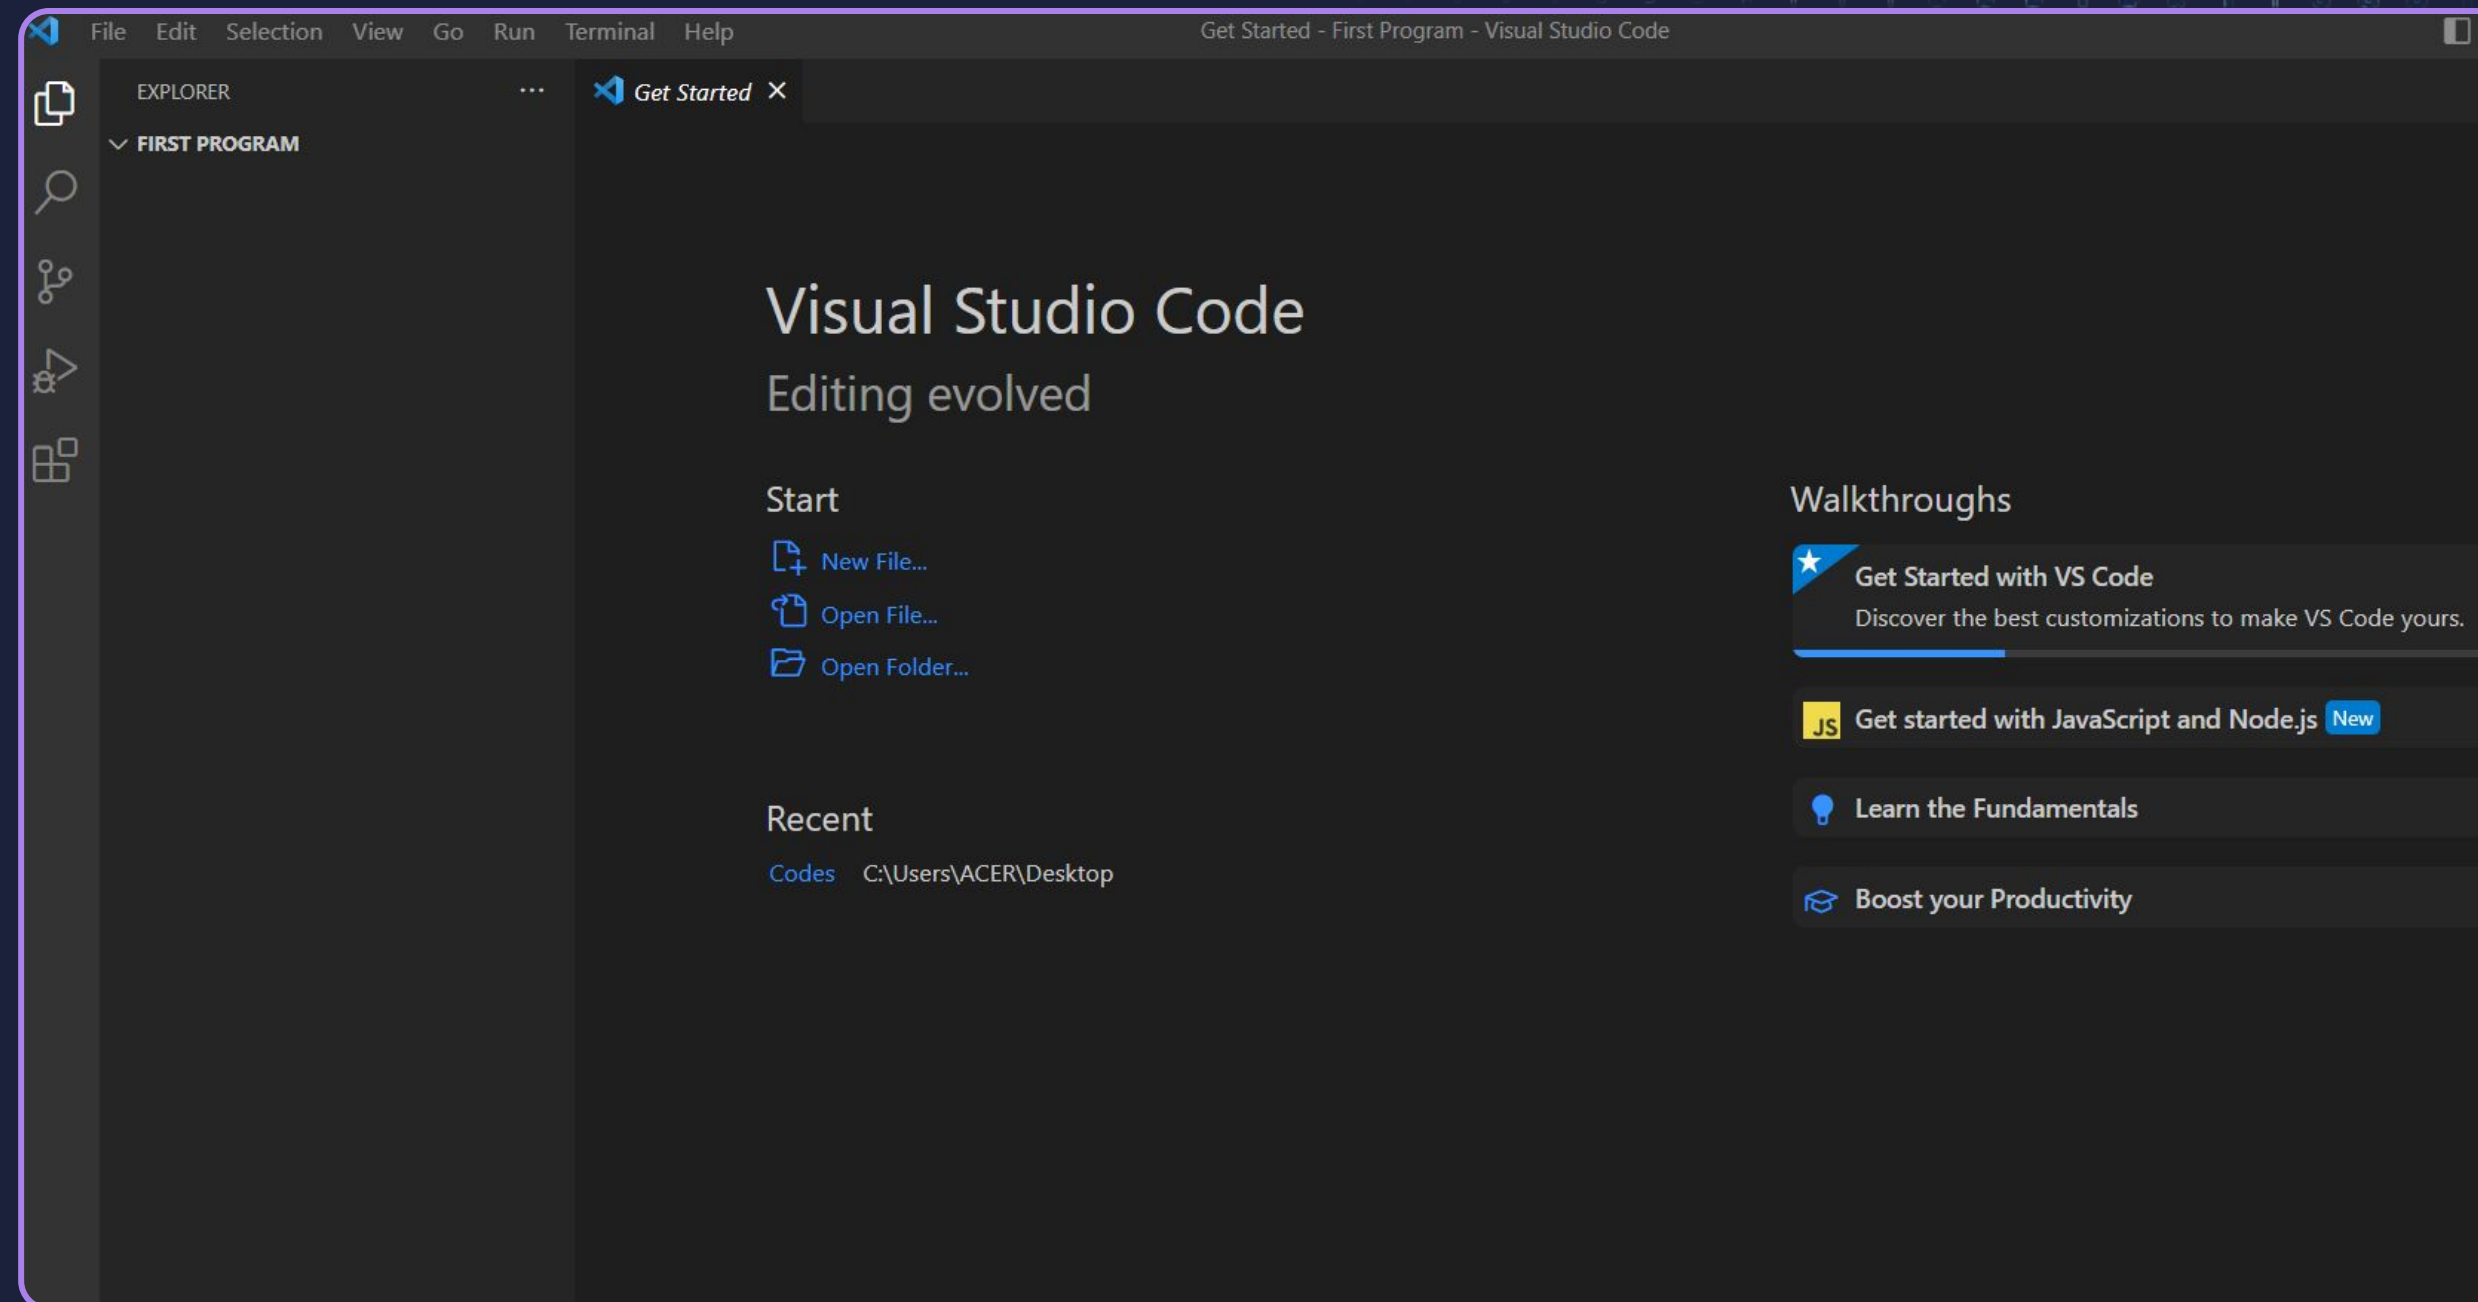 File Edit Selection View Go Run Terminal Help
Get Started - First Program - Visual Studio Code
EXPLORER
Get Started
FIRST PROGRAM
Visual Studio Code
Editing evolved
Start
New File...
Open File...
Open Folder...
Recent
Codes C:\Users\ACER\Desktop
Walkthroughs
Get Started with VS Code
Discover the best customizations to make VS Code yours.
JS Get started with JavaScript and Node.js New
Learn the Fundamentals
Boost your Productivity